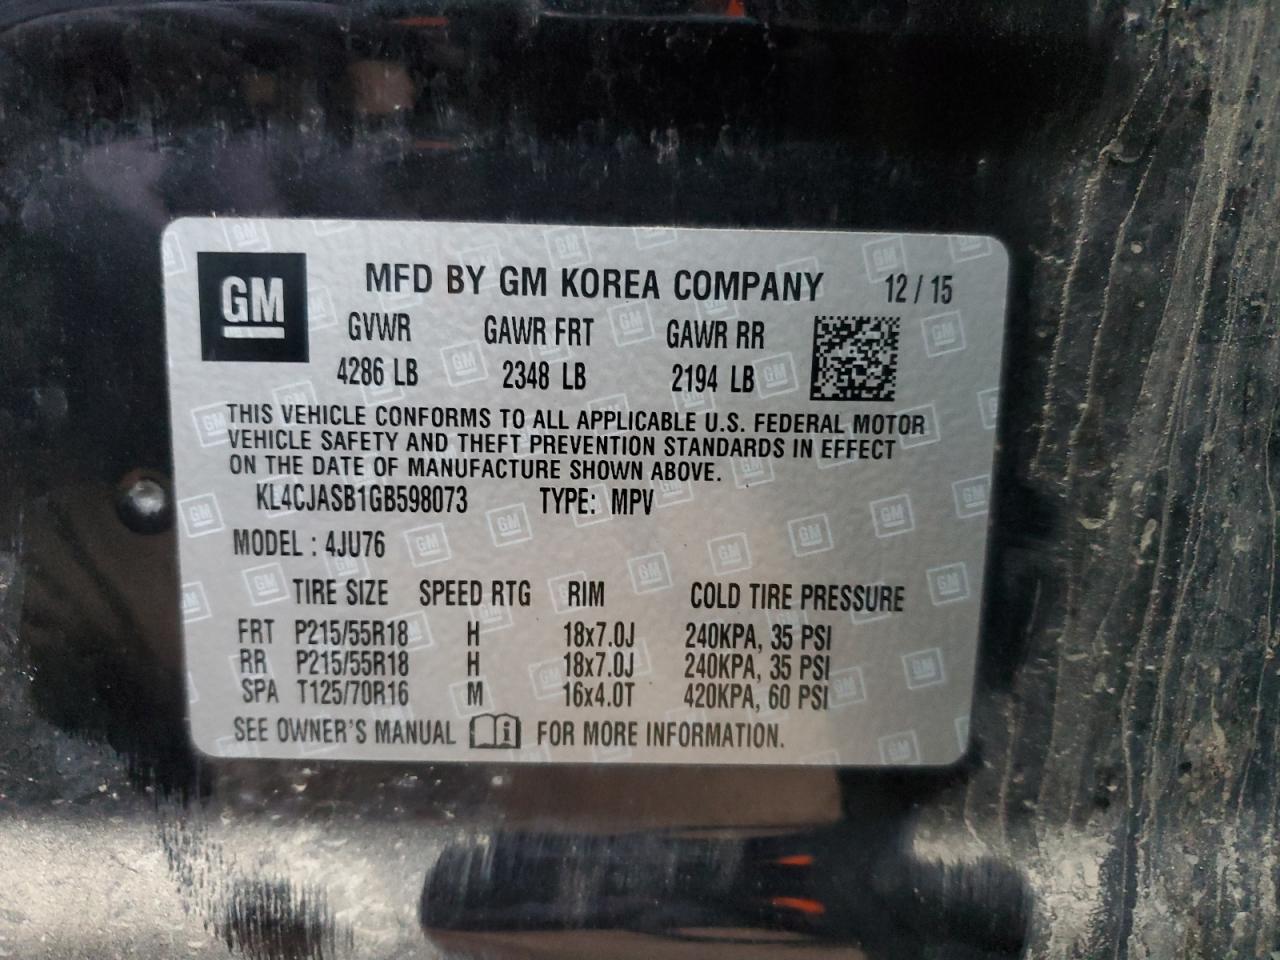 GM MFD BY GM KOREA COMPANY 12 / 15
GVWR GAWR FRT GAWR RR
4286 LB 2348 LB 2194 LB
THIS VEHICLE CONFORMS TO ALL APPLICABLE U.S. FEDERAL MOTOR
VEHICLE SAFETY AND THEFT PREVENTION STANDARDS IN EFFECT
ON THE DATE OF MANUFACTURE SHOWN ABOVE.
KL4CJASB1GB598073 TYPE: MPV
MODEL : 4JU76
TIRE SIZE SPEED RTG RIM COLD TIRE PRESSURE
FRT P215/55R18 H 18x7.0J 240KPA, 35 PSI
RR P215/55R18 H 18x7.0J 240KPA, 35 PSI
SPA T125/70R16 M 16x4.0T 420KPA, 60 PSI
SEE OWNER'S MANUAL FOR MORE INFORMATION.